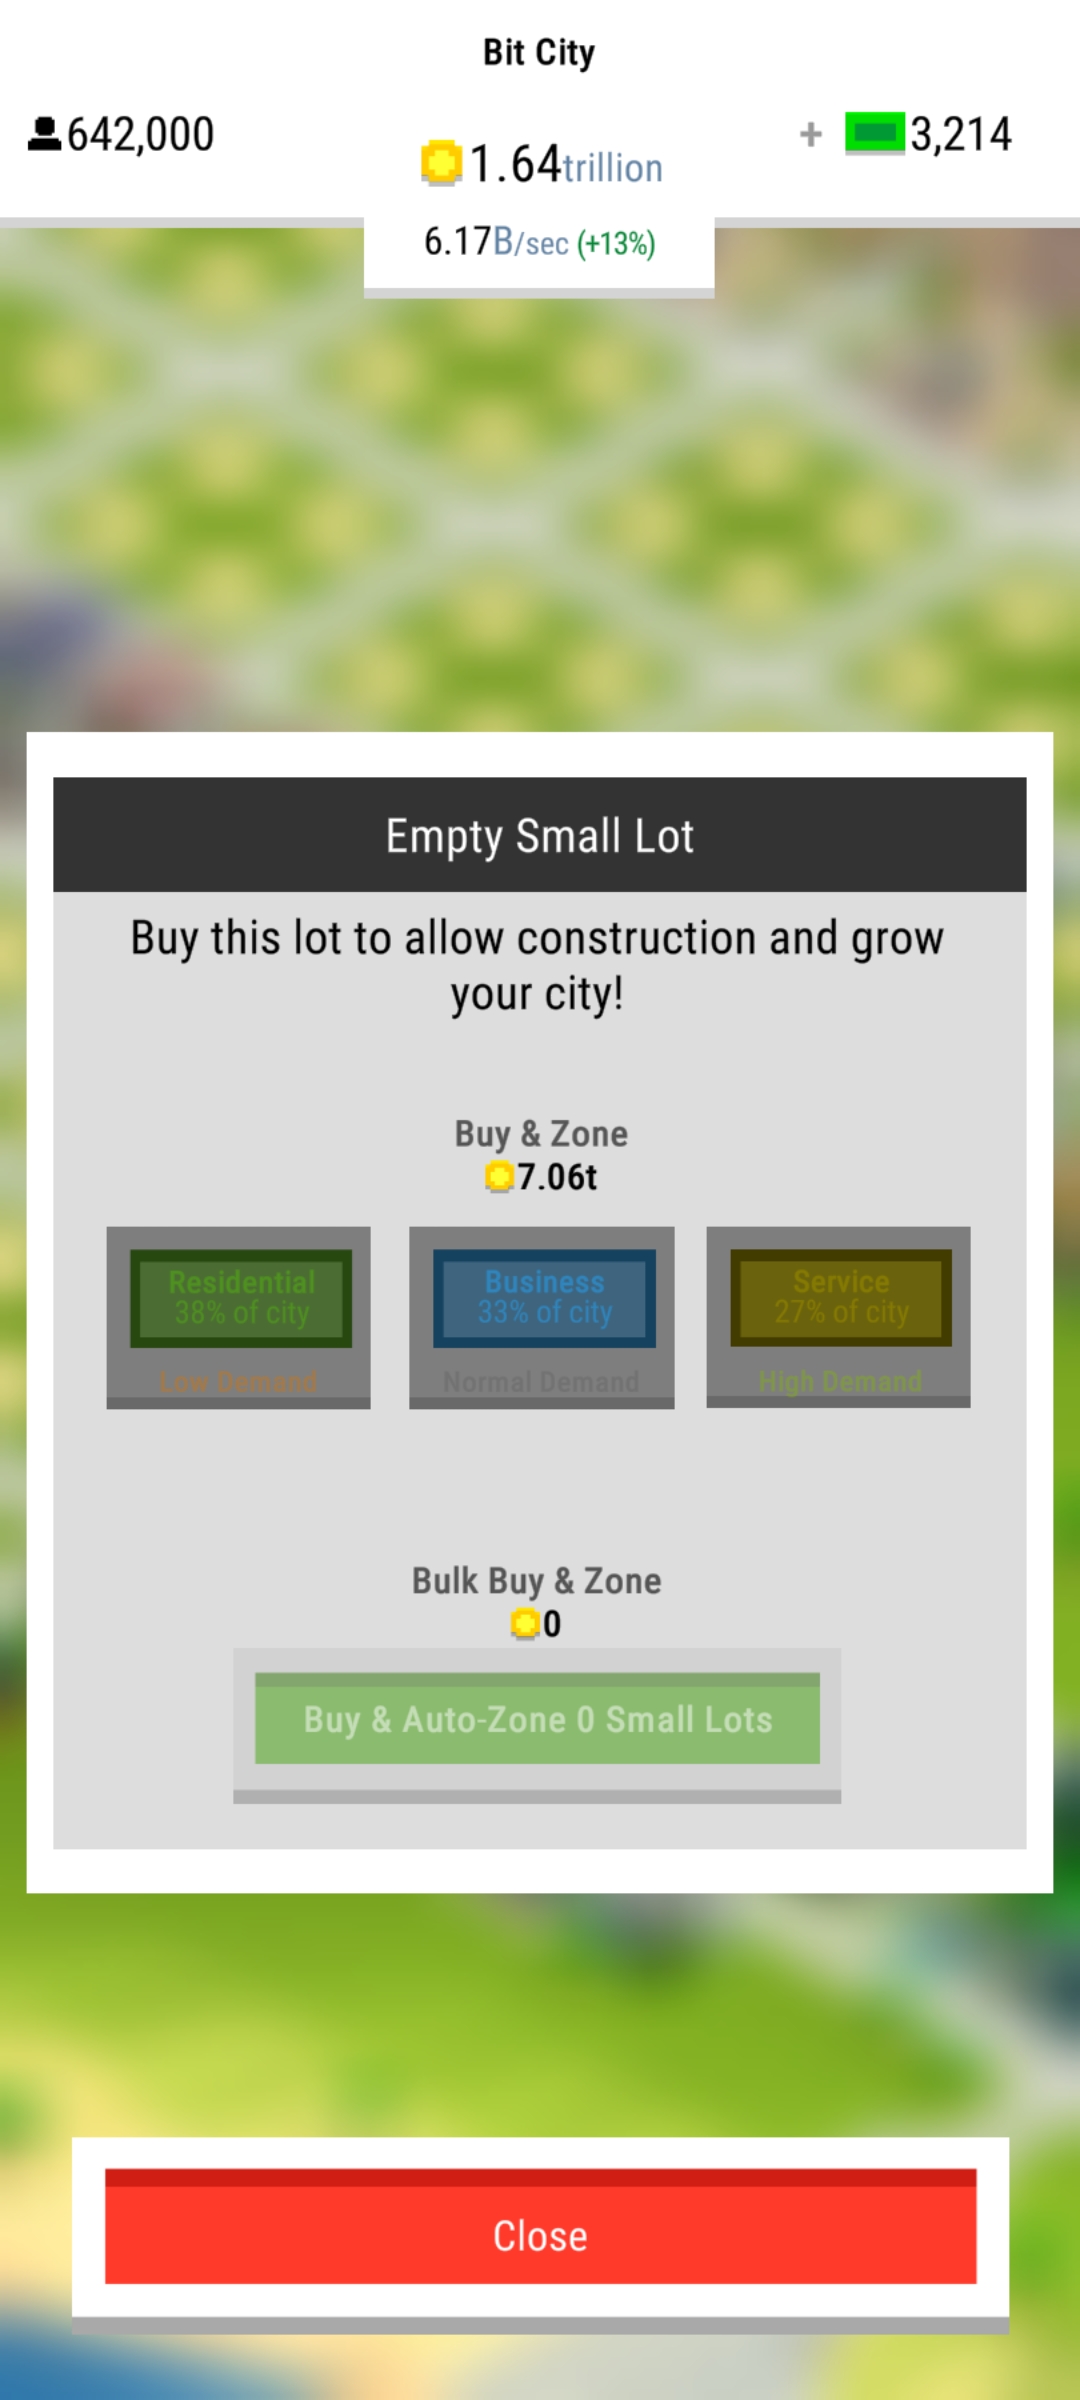 Bit City
642,000
1.64trillion
+ 3,214
6.17B/sec (+13%)
Empty Small Lot
Buy this lot to allow construction and grow
your city!
Buy & Zone
7.06t
Residential
38% of city
Low Demand
Business
33% of city
Normal Demand
Service
27% of city
High Demand
Bulk Buy & Zone
0
Buy & Auto-Zone 0 Small Lots
Close